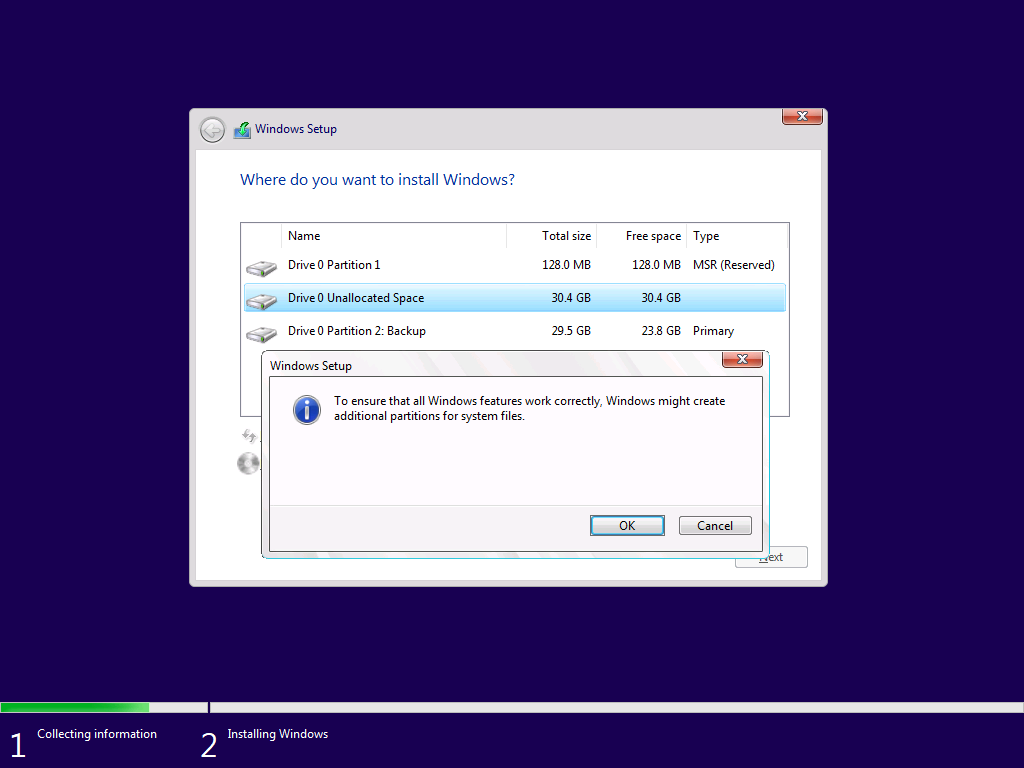 Windows Setup
Where do you want to install Windows?
Name Total size Free space Type
Drive 0 Partition 1 128.0 MB 128.0 MB MSR (Reserved)
Drive 0 Unallocated Space 30.4 GB 30.4 GB
Drive 0 Partition 2: Backup 29.5 GB 23.8 GB Primary
Windows Setup
To ensure that all Windows features work correctly, Windows might create
additional partitions for system files.
OK Cancel
Next
1 Collecting information 2 Installing Windows